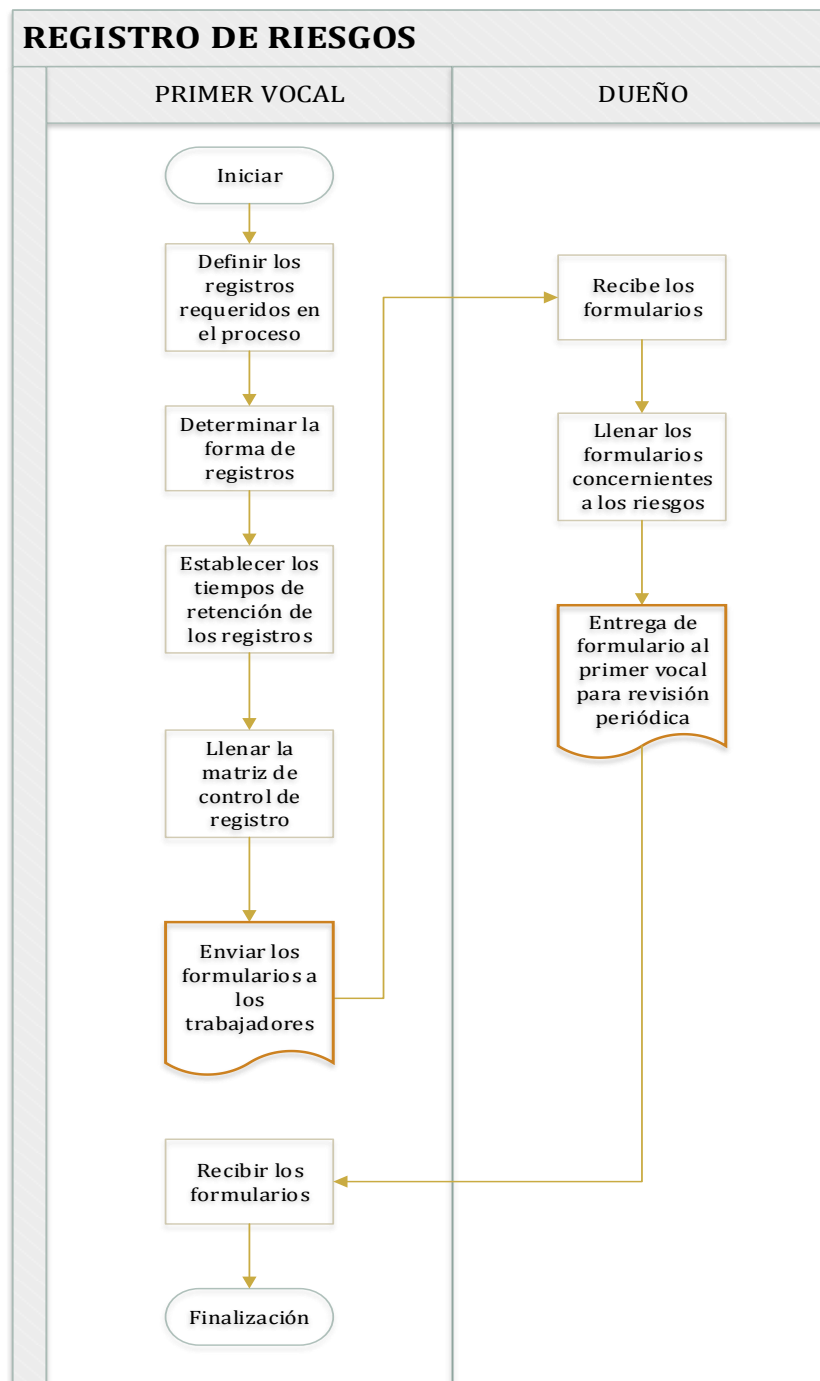 REGISTRO DE RIESGOS
PRIMER VOCAL
DUEÑO
Iniciar
Definir los
registros
requeridos en
el proceso
Determinar la
forma de
registros
Establecer los
tiempos de
retención de
los registros
Llenar la
matriz de
control de
registro
Enviar los
formularios a
los
trabajadores
Recibe los
formularios
Llenar los
formularios
concernientes
a los riesgos
Entrega de
formulario al
primer vocal
para revisión
periódica
Recibir los
formularios
Finalización